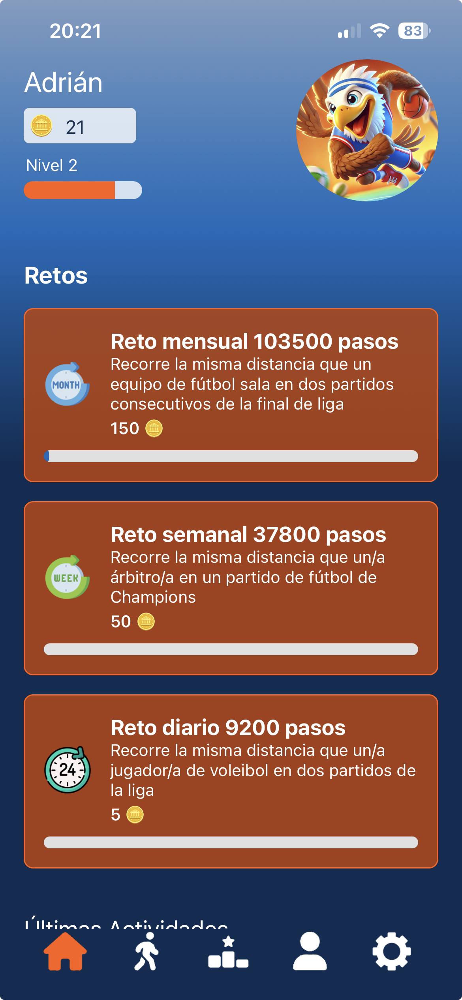 20:21
83
Adrián
21
Nivel 2
Retos
Reto mensual 103500 pasos
Recorre la misma distancia que un
equipo de fútbol sala en dos partidos
consecutivos de la final de liga
MONTH
150
Reto semanal 37800 pasos
Recorre la misma distancia que un/a
árbitro/a en un partido de fútbol de
Champions
WEEK
50
Reto diario 9200 pasos
Recorre la misma distancia que un/a
jugador/a de voleibol en dos partidos de
la liga
24
5
Últimas Actividades